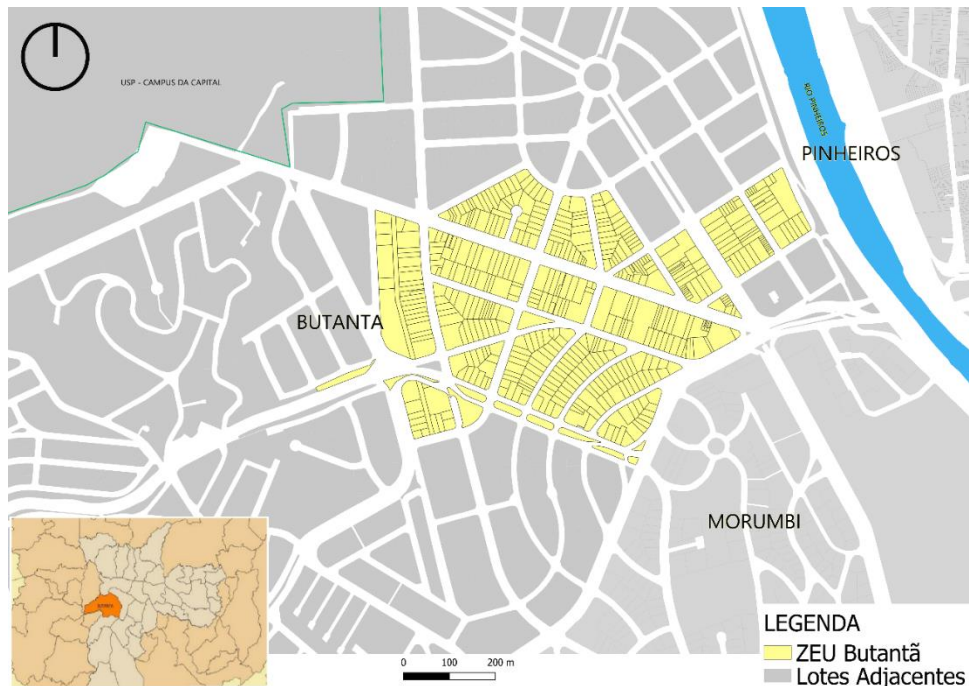 USP - CAMPUS DA CAPITAL
RIO PINHEIROS
PINHEIROS
BUTANTA
MORUMBI
LEGENDA
ZEU Butantã
Lotes Adjacentes
0 100 200 m